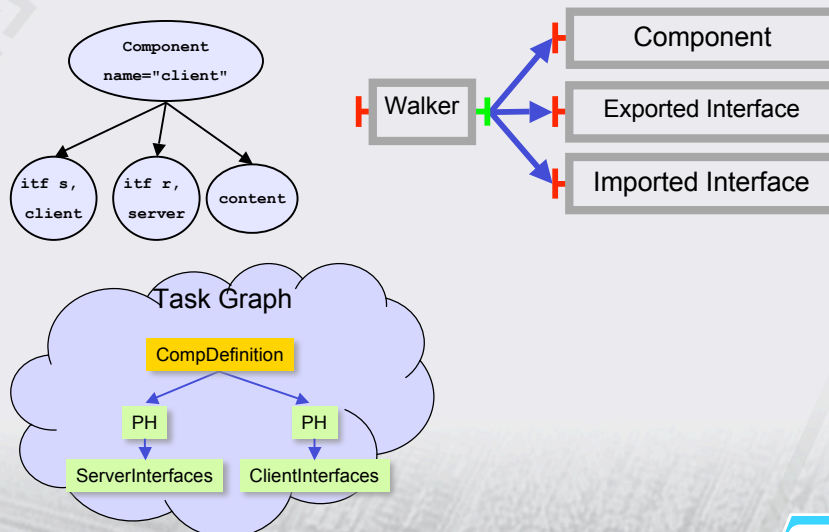 Component
name="client"
itf s,
client
itf r,
server
content
Walker
Component
Exported Interface
Imported Interface
Task Graph
CompDefinition
PH
PH
ServerInterfaces
ClientInterfaces